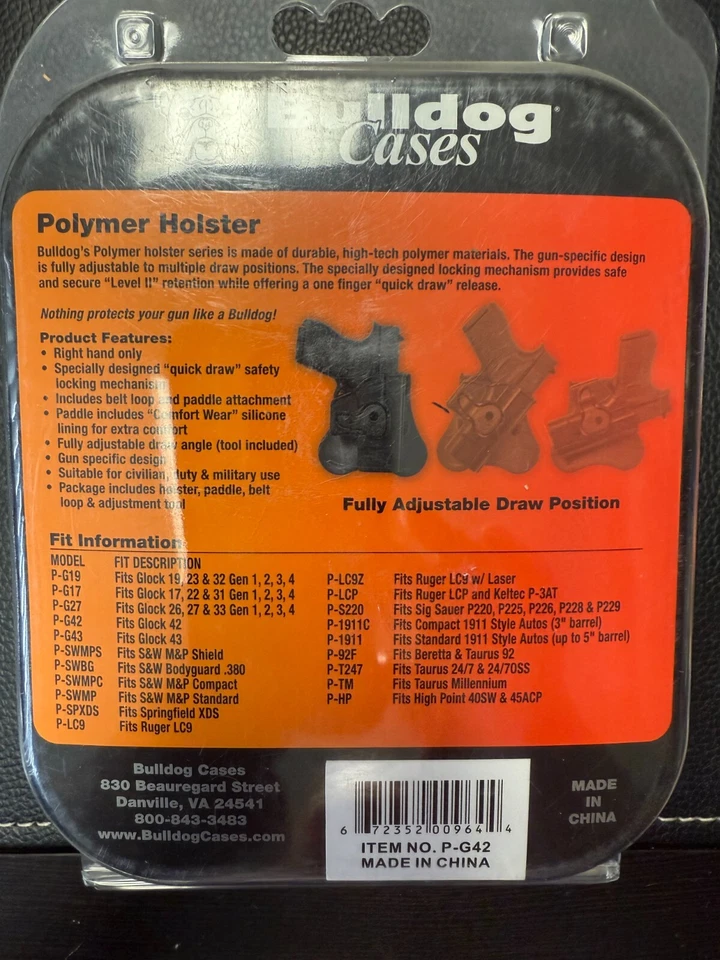 Bulldog
Cases
Polymer Holster
Bulldog's Polymer holster series is made of durable, high-tech polymer materials. The gun-specific design
is fully adjustable to multiple draw positions. The specially designed locking mechanism provides safe
and secure "Level II" retention while offering a one finger "quick draw" release.
Nothing protects your gun like a Bulldog!
Product Features:
• Right hand only
• Specially designed "quick draw" safety
locking mechanism
• Includes belt loop and paddle attachment
• Paddle includes "Comfort Wear" silicone
lining for extra comfort
• Fully adjustable draw angle (tool included)
• Gun specific design
• Suitable for civilian, duty & military use
• Package includes holster, paddle, belt
loop & adjustment tool
Fully Adjustable Draw Position
Fit Information
MODEL FIT DESCRIPTION
P-G19 Fits Glock 19, 23 & 32 Gen 1, 2, 3, 4
P-G17 Fits Glock 17, 22 & 31 Gen 1, 2, 3, 4
P-G27 Fits Glock 26, 27 & 33 Gen 1, 2, 3, 4
P-G42 Fits Glock 42
P-G43 Fits Glock 43
P-SWMPS Fits S&W M&P Shield
P-SWBG Fits S&W Bodyguard .380
P-SWMPC Fits S&W M&P Compact
P-SWMP Fits S&W M&P Standard
P-SPXDS Fits Springfield XDS
P-LC9 Fits Ruger LC9
P-LC9Z Fits Ruger LC9 w/ Laser
P-LCP Fits Ruger LCP and Keltec P-3AT
P-S220 Fits Sig Sauer P220, P225, P226, P228 & P229
P-1911C Fits Compact 1911 Style Autos (3" barrel)
P-1911 Fits Standard 1911 Style Autos (up to 5" barrel)
P-92F Fits Beretta & Taurus 92
P-T247 Fits Taurus 24/7 & 24/7OSS
P-TM Fits Taurus Millennium
P-HP Fits High Point 40SW & 45ACP
Bulldog Cases
830 Beauregard Street
Danville, VA 24541
800-843-3483
www.BulldogCases.com
6 72352 00964 4
ITEM NO. P-G42
MADE IN CHINA
MADE
IN
CHINA